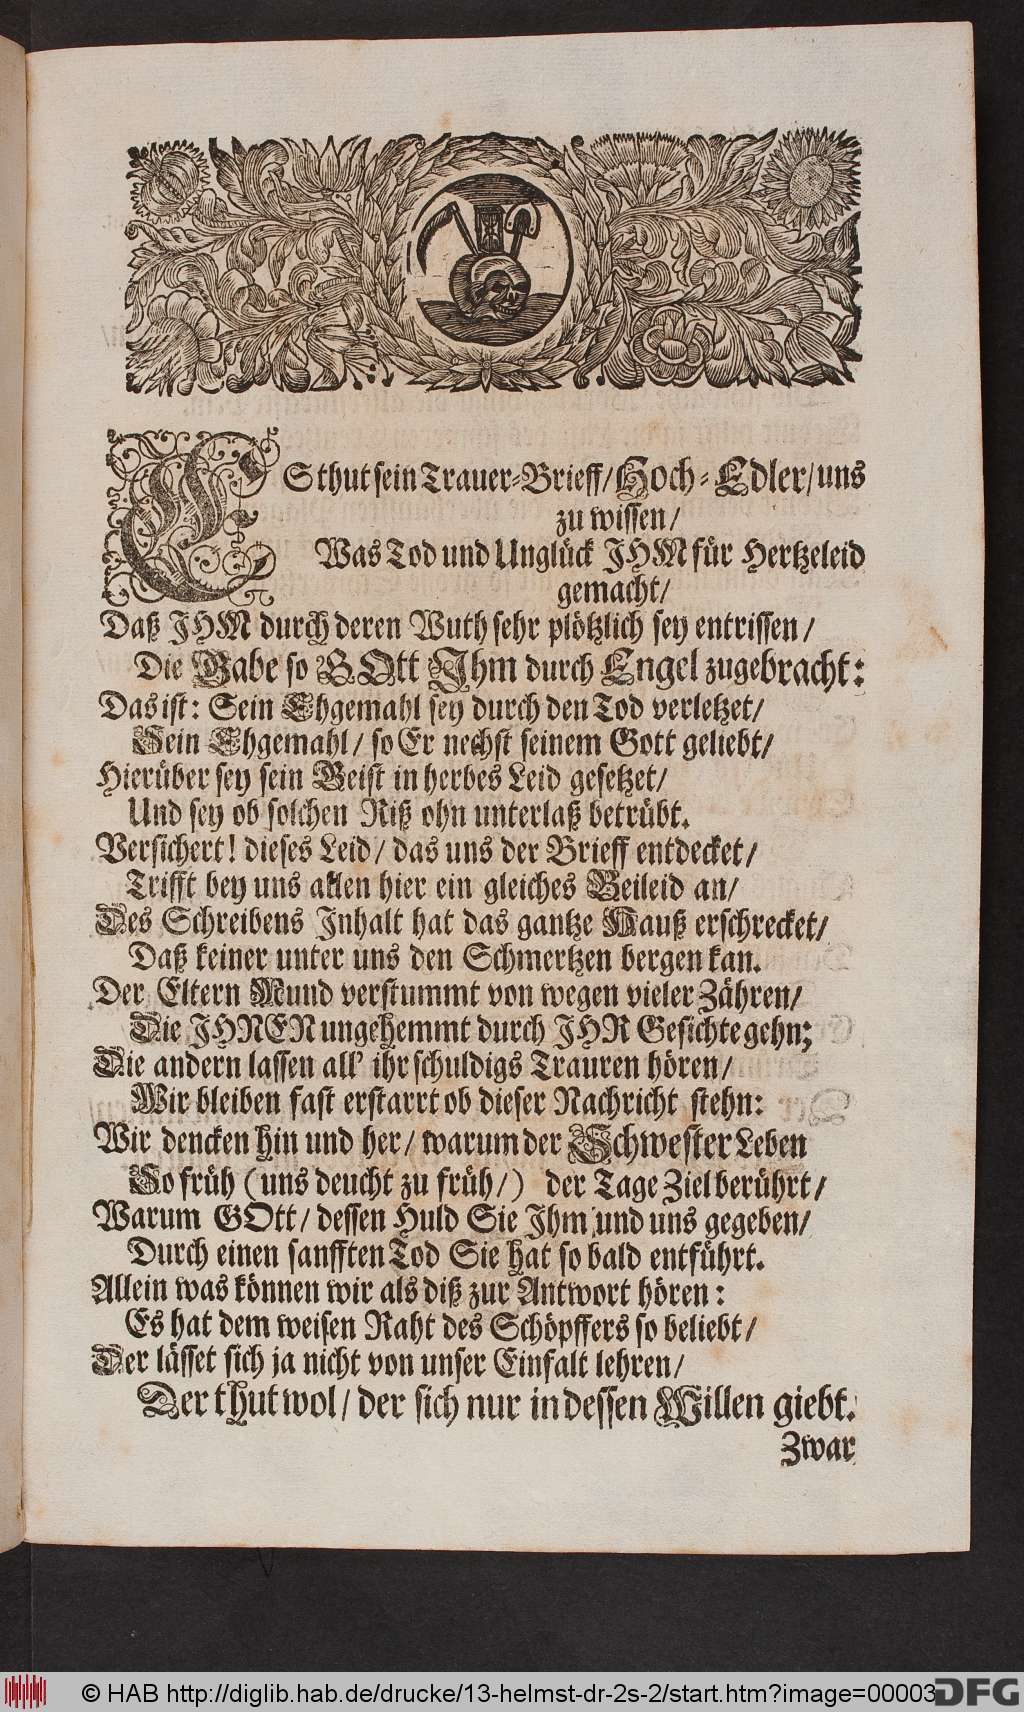 ES thut sein Trauer-Brieff/ Hoch-Edler/ uns
zu wissen/
Was Tod und Unglück JHM für Hertzeleid
gemacht/
Daß JHM durch deren Wuth sehr plötzlich sey entrissen/
Die Gabe so GOtt Jhm durch Engel zugebracht:
Das ist: Sein Ehgemahl sey durch den Tod verletzet/
Sein Ehgemahl/ so Er nechst seinem Gott geliebt/
Hierüber sey sein Geist in herbes Leid gesetzet/
Und sey ob solchen Riß ohn unterlaß betrübt.
Versichert! dieses Leid/ das uns der Brieff entdecket/
Trifft bey uns allen hier ein gleiches Beileid an/
Des Schreibens Inhalt hat das gantze Hauß erschrecket/
Daß keiner unter uns den Schmertzen bergen kan.
Der Eltern Mund verstummt von wegen vieler Zähren/
Die JHNEN ungehemmt durch JHR Gesichte gehn;
Die andern lassen all' ihr schuldigs Trauren hören/
Wir bleiben fast erstarrt ob dieser Nachricht stehn:
Wir dencken hin und her/ warum der Schwester Leben
So früh (uns deucht zu früh/) der Tage Ziel berührt/
Warum GOtt/ dessen Huld Sie Jhm und uns gegeben/
Durch einen sanfften Tod Sie hat so bald entführt.
Allein was können wir als diß zur Antwort hören:
Es hat dem weisen Raht des Schöpffers so beliebt/
Der lässet sich ja nicht von unser Einfalt lehren/
Der thut wol/ der sich nur in dessen Willen giebt.
Zwar
© HAB http://diglib.hab.de/drucke/13-helmst-dr-2s-2/start.htm?image=00003
DFG